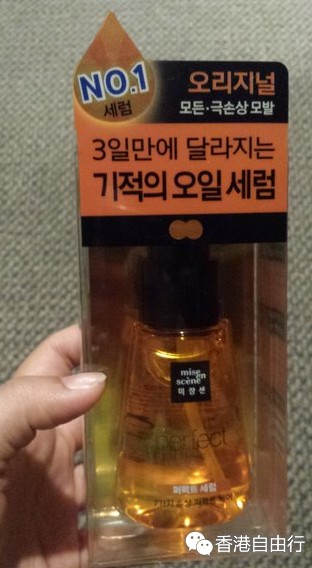 NO.1
세럼
오리지널
모든·극손상 모발
3일만에 달라지는
기적의 오일 세럼
mise
en
scène
미쟝센
perfect
퍼펙트 세럼
香港自由行